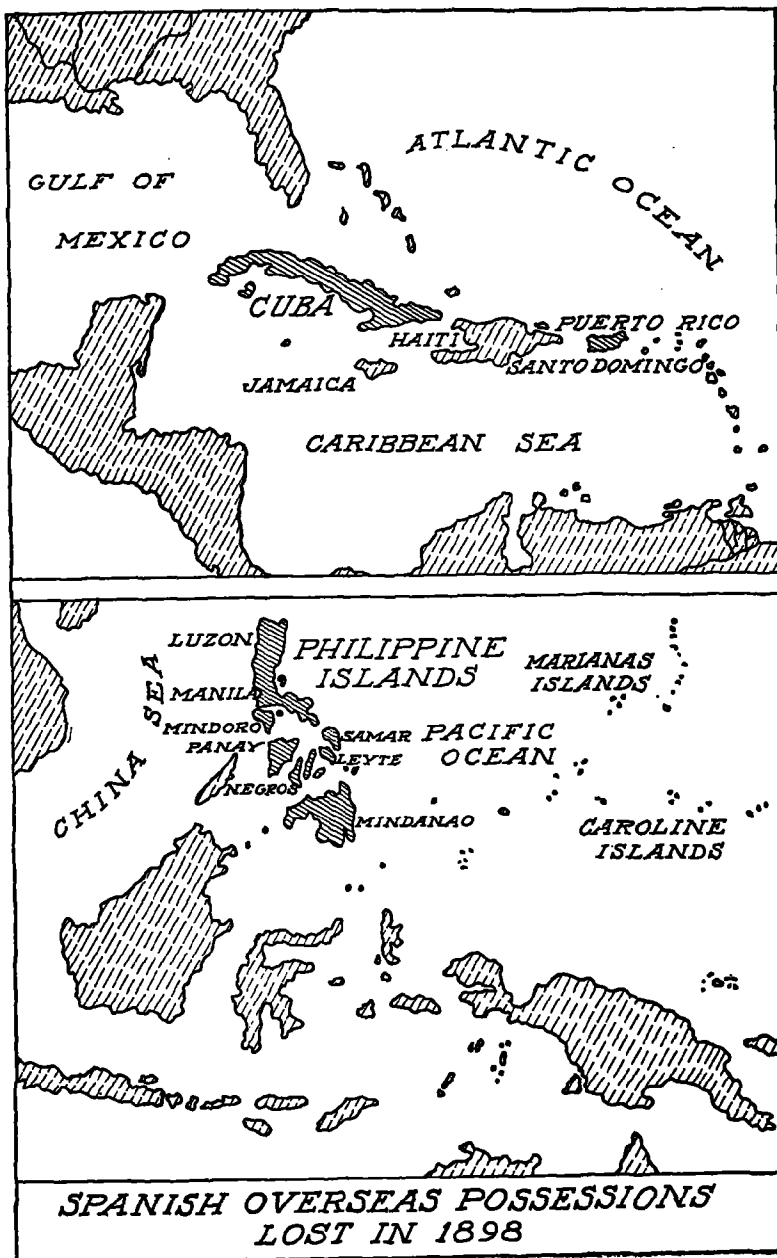 ATLANTIC OCEAN
GULF OF
MEXICO
CUBA
HAITI
PUERTO RICO
JAMAICA
SANTO DOMINGO
CARIBBEAN SEA
LUZON
PHILIPPINE
ISLANDS
MARIANAS
ISLANDS
CHINA SEA
MANILA
MINDORO
SAMAR
PACIFIC
OCEAN
PANAY
LEYTE
NEGROS
MINDANAO
CAROLINE
ISLANDS
SPANISH OVERSEAS POSSESSIONS
LOST IN 1898